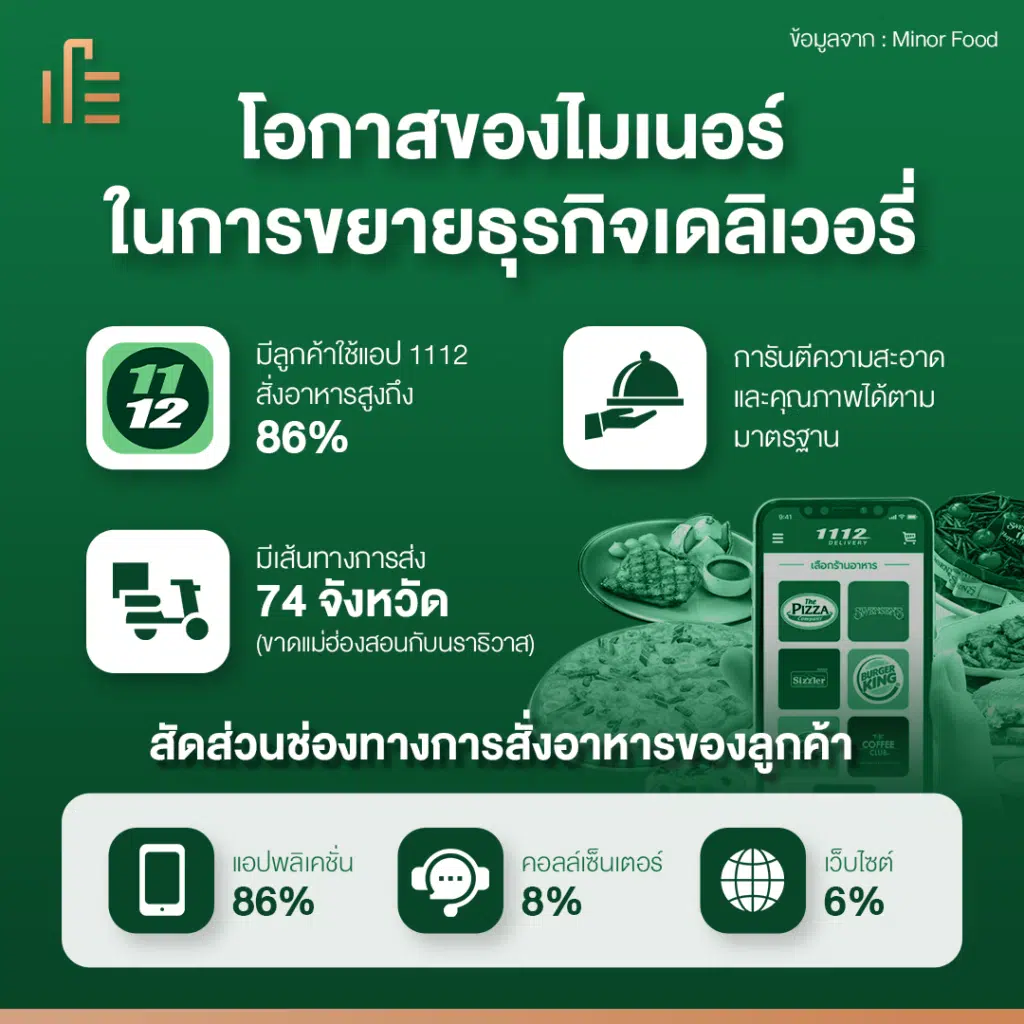 ข้อมูลจาก : Minor Food
โอกาสของไมเนอร์
ในการขยายธุรกิจเดลิเวอรี่
11
12
มีลูกค้าใช้แอป 1112
สั่งอาหารสูงถึง
86%
การันตีความสะอาด
และคุณภาพได้ตาม
มาตรฐาน
มีเส้นทางการส่ง
74 จังหวัด
(ขาดแม่ฮ่องสอนกับนราธิวาส)
9:41
1112
DELIVERY
เลือกร้านอาหาร
The
PIZZA
Company
Sizzler
BURGER
KING
THE
COFFEE
CLUB
สัดส่วนช่องทางการสั่งอาหารของลูกค้า
แอปพลิเคชั่น
86%
คอลล์เซ็นเตอร์
8%
เว็บไซต์
6%